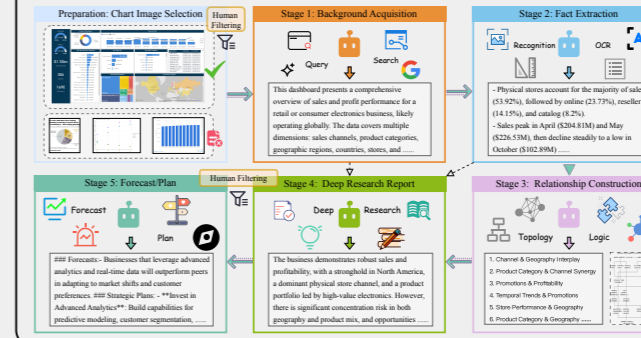 Preparation: Chart Image Selection
Human
Filtering
Stage 1: Background Acquisition
Query
Search
This dashboard presents a comprehensive
overview of sales and profit performance for a
retail or consumer electronics business, likely
operating globally. The data covers multiple
dimensions: sales channels, product categories,
geographic regions, countries, stores, and ......
Stage 2: Fact Extraction
Recognition
OCR
- Physical stores account for the majority of sale
(53.92%), followed by online (23.73%), reseller
(14.15%), and catalog (8.2%).
- Sales peak in April ($204.81M) and May
($226.53M), then decline steadily to a low in
October ($102.89M) ......
Stage 5: Forecast/Plan
Forecast
Plan
### Forecasts:- Businesses that leverage advanced
analytics and real-time data will outperform peers
in adapting to market shifts and customer
preferences. ### Strategic Plans: - **Invest in
Advanced Analytics**: Build capabilities for
predictive modeling, customer segmentation, ......
Human Filtering
Stage 4: Deep Research Report
Deep
Research
The business demonstrates robust sales and
profitability, with a stronghold in North America,
a dominant physical store channel, and a product
portfolio led by high-value electronics. However,
there is significant concentration risk in both
geography and product mix, and opportunities ......
Stage 3: Relationship Construction
Topology
Logic
1. Channel & Geography Interplay
2. Product Category & Channel Synergy
3. Promotions & Profitability
4. Temporal Trends & Promotions
5. Store Performance & Geography
6. Product Category & Geography ......